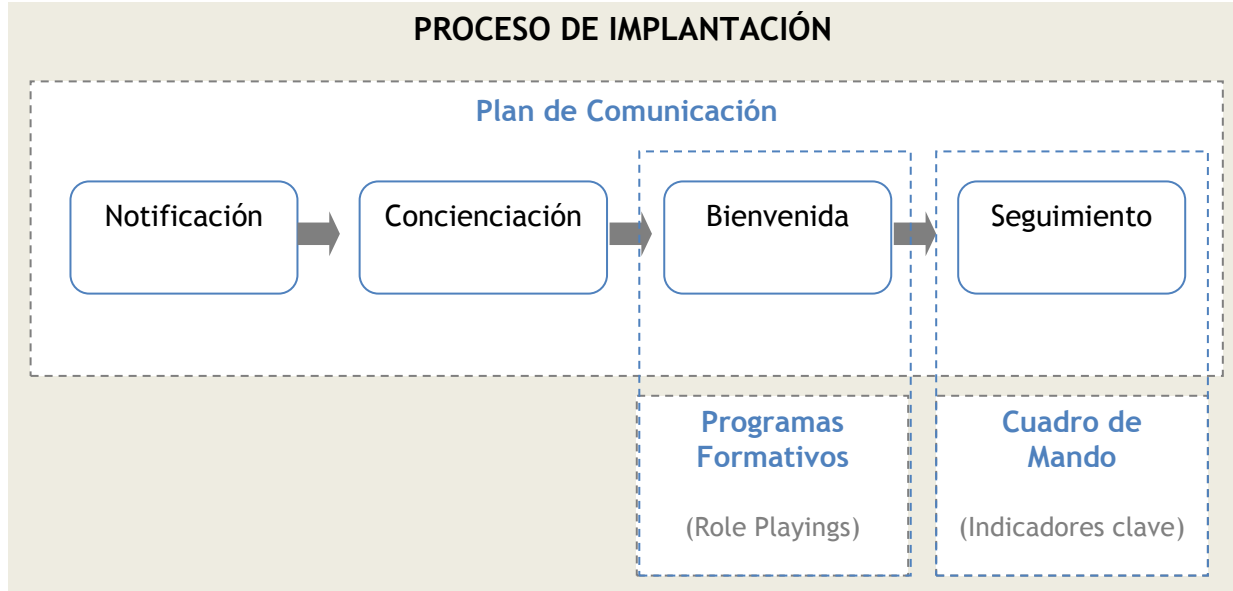 PROCESO DE IMPLANTACIÓN
Plan de Comunicación
Notificación
Concienciación
Bienvenida
Seguimiento
Programas
Formativos
(Role Playings)
Cuadro de
Mando
(Indicadores clave)